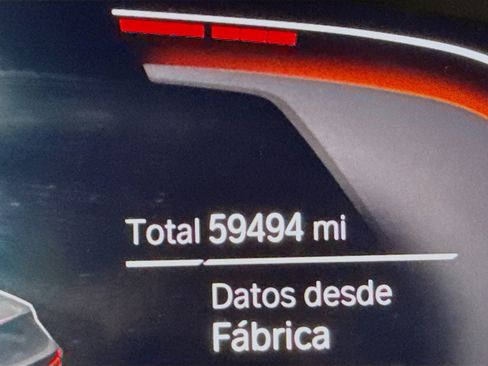 Total 59494 mi
Datos desde
Fábrica